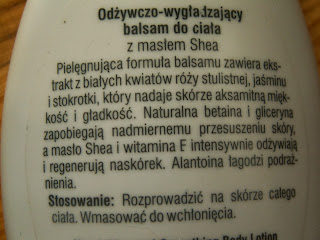 Odżywczo-wygładzający
balsam do ciała
z masłem Shea
Pielęgnująca formuła balsamu zawiera eks-
trakt z białych kwiatów róży stulistnej, jaśminu
i stokrotki, który nadaje skórze aksamitną mięk-
kość i gładkość. Naturalna betaina i gliceryna
zapobiegają nadmiernemu przesuszeniu skóry,
a masło Shea i witamina E intensywnie odżywiają
i regenerują naskórek. Alantoina łagodzi podraż-
nienia.
Stosowanie: Rozprowadzić na skórze całego
ciała. Wmasować do wchłonięcia.
Body Lotion